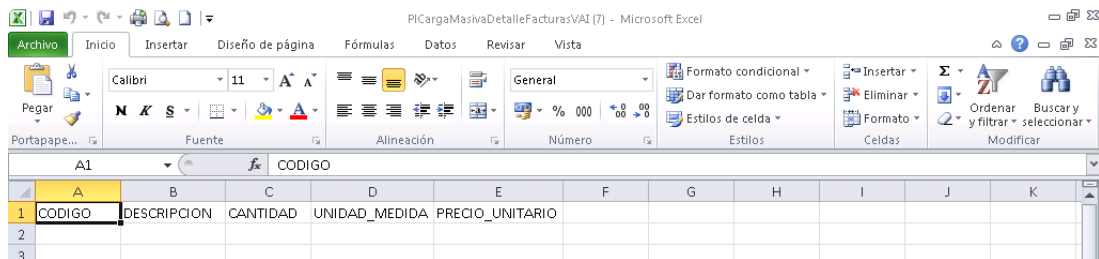 PlCargaMasivaDetalleFacturasVAI (7) - Microsoft Excel
Archivo Inicio Insertar Diseño de página Fórmulas Datos Revisar Vista
Calibri 11 General
Pegar
N K S
% 000
Formato condicional
Dar formato como tabla
Estilos de celda
Insertar
Eliminar
Formato
Σ
Ordenar y filtrar
Buscar y seleccionar
Portapape... Fuente Alineación Número Estilos Celdas Modificar
A1 fx CODIGO
A B C D E F G H I J K
1 CODIGO DESCRIPCION CANTIDAD UNIDAD_MEDIDA PRECIO_UNITARIO
2
3